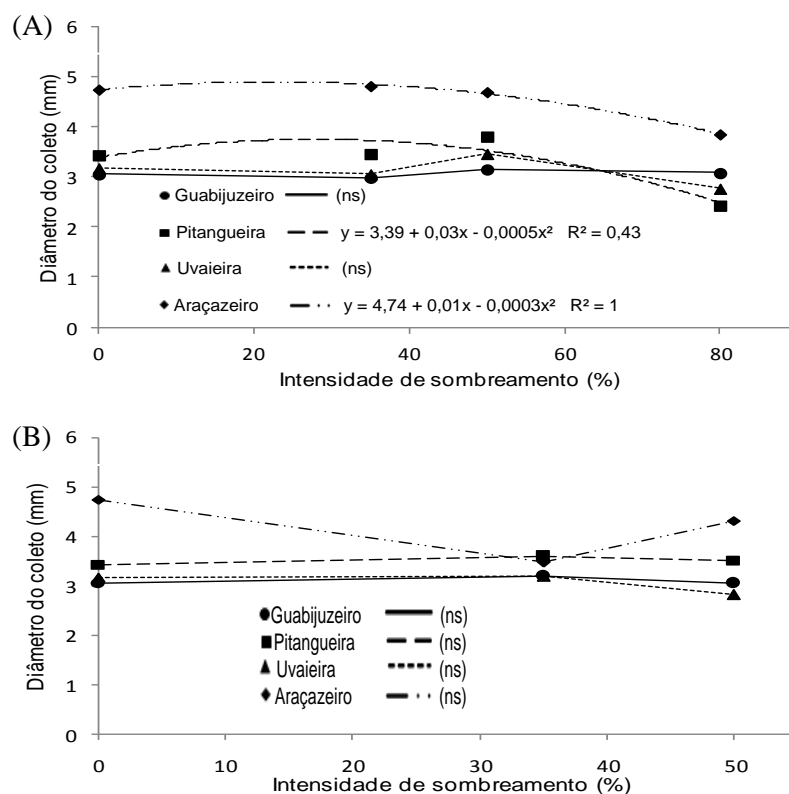 (A)
Diâmetro do coleto (mm)
6
5
4
3
2
1
0
Guabijuzeiro (ns)
Pitangueira y = 3,39 + 0,03x - 0,0005x² R² = 0,43
Uvaieira (ns)
Araçazeiro y = 4,74 + 0,01x - 0,0003x² R² = 1
0 20 40 60 80
Intensidade de sombreamento (%)
(B)
Diâmetro do coleto (mm)
6
5
4
3
2
1
0
Guabijuzeiro (ns)
Pitangueira (ns)
Uvaieira (ns)
Araçazeiro (ns)
0 10 20 30 40 50
Intensidade de sombreamento (%)